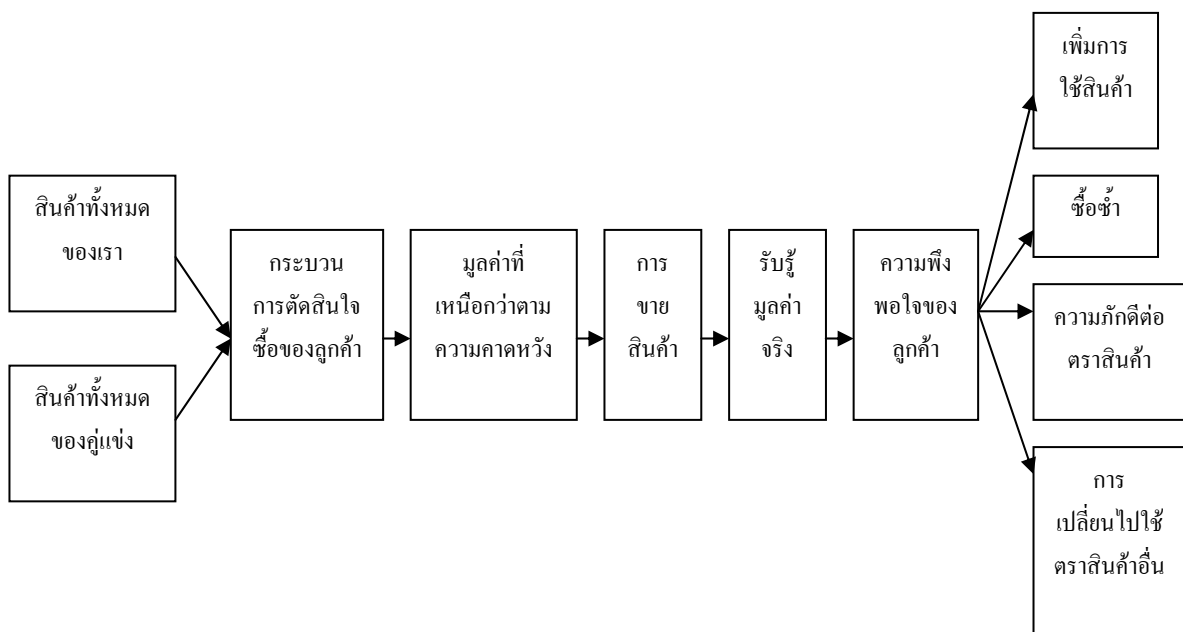 สินค้าทั้งหมด
ของเรา
สินค้าทั้งหมด
ของคู่แข่ง
กระบวน
การตัดสินใจ
ซื้อของลูกค้า
มูลค่าที่
เหนือกว่าตาม
ความคาดหวัง
การ
ขาย
สินค้า
รับรู้
มูลค่า
จริง
ความพึง
พอใจของ
ลูกค้า
เพิ่มการ
ใช้สินค้า
ซื้อซ้ำ
ความภักดีต่อ
ตราสินค้า
การ
เปลี่ยนไปใช้
ตราสินค้าอื่น